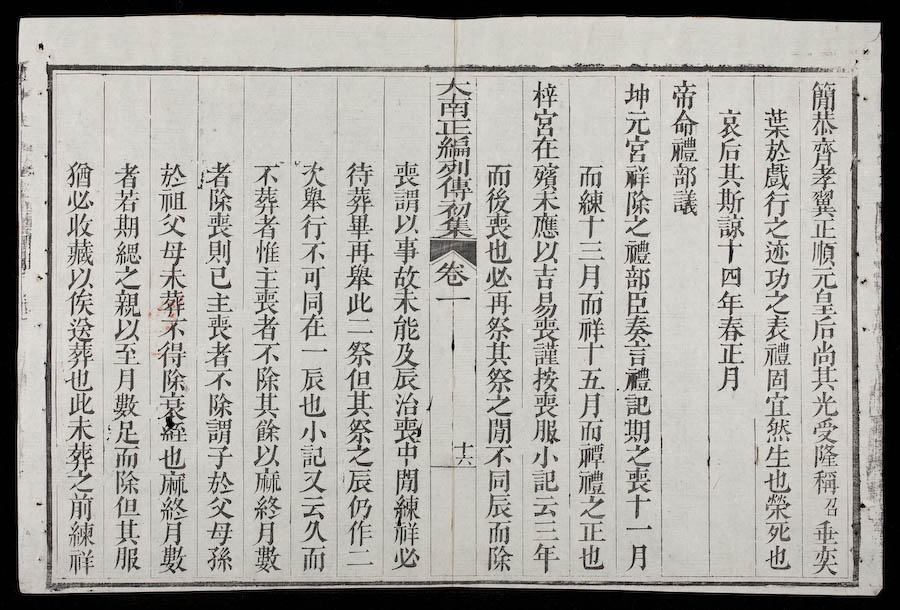 簡恭齊孝翼正順元皇后尚其光受隆稱垂奕
葉於戲行之迹功之表禮固宜然生也榮死也
哀后其斯諒十四年春正月
帝命禮部議
坤元宮祥除之禮部臣奏言禮記期之喪十一月
而練十三月而祥十五月而禫禮之正也
梓宮在殯未應以吉易喪謹按喪服小記云三年
而後喪也必再祭其祭之閒不同辰而除
大南正編列傳初集 卷一 十六
喪謂以事故未能及辰治喪中閒練祥必
待葬畢再舉此二祭但其祭之辰仍作二
次舉行不可同在一辰也小記又云久而
不葬者惟主喪者不除其餘以麻終月數
者除喪則已主喪者不除謂子於父母孫
於祖父母未葬不得除衰絰也麻終月數
者若期緦之親以至月數足而除但其服
猶必收藏以俟送葬也此未葬之前練祥